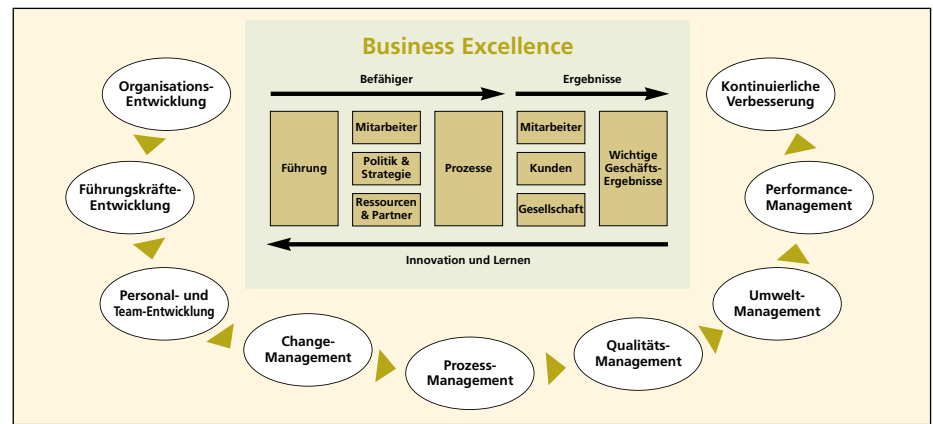 Business Excellence
Befähiger
Ergebnisse
Führung
Mitarbeiter
Politik &
Strategie
Ressourcen
& Partner
Prozesse
Mitarbeiter
Kunden
Gesellschaft
Wichtige
Geschäfts-
Ergebnisse
Innovation und Lernen
Organisations-
Entwicklung
Führungskräfte-
Entwicklung
Personal- und
Team-Entwicklung
Change-
Management
Prozess-
Management
Qualitäts-
Management
Umwelt-
Management
Performance-
Management
Kontinuierliche
Verbesserung